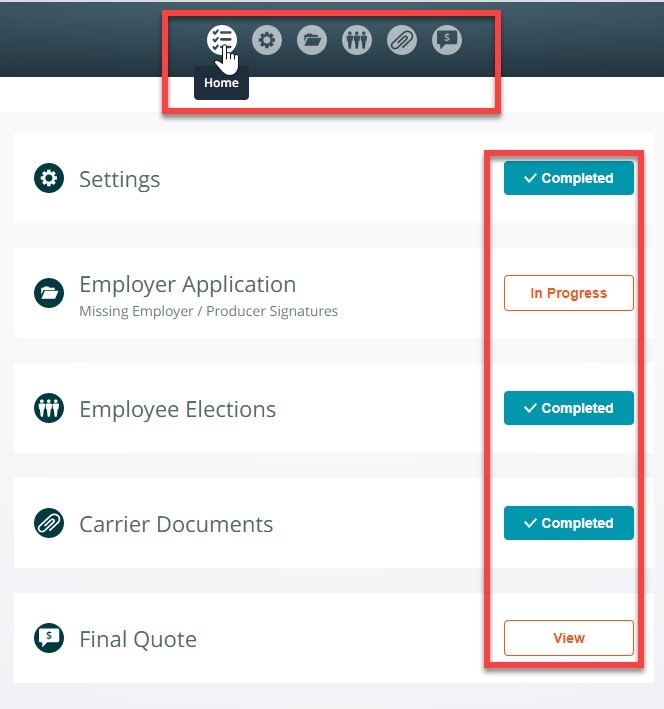 Home
Settings
Completed
Employer Application
Missing Employer / Producer Signatures
In Progress
Employee Elections
Completed
Carrier Documents
Completed
Final Quote
View